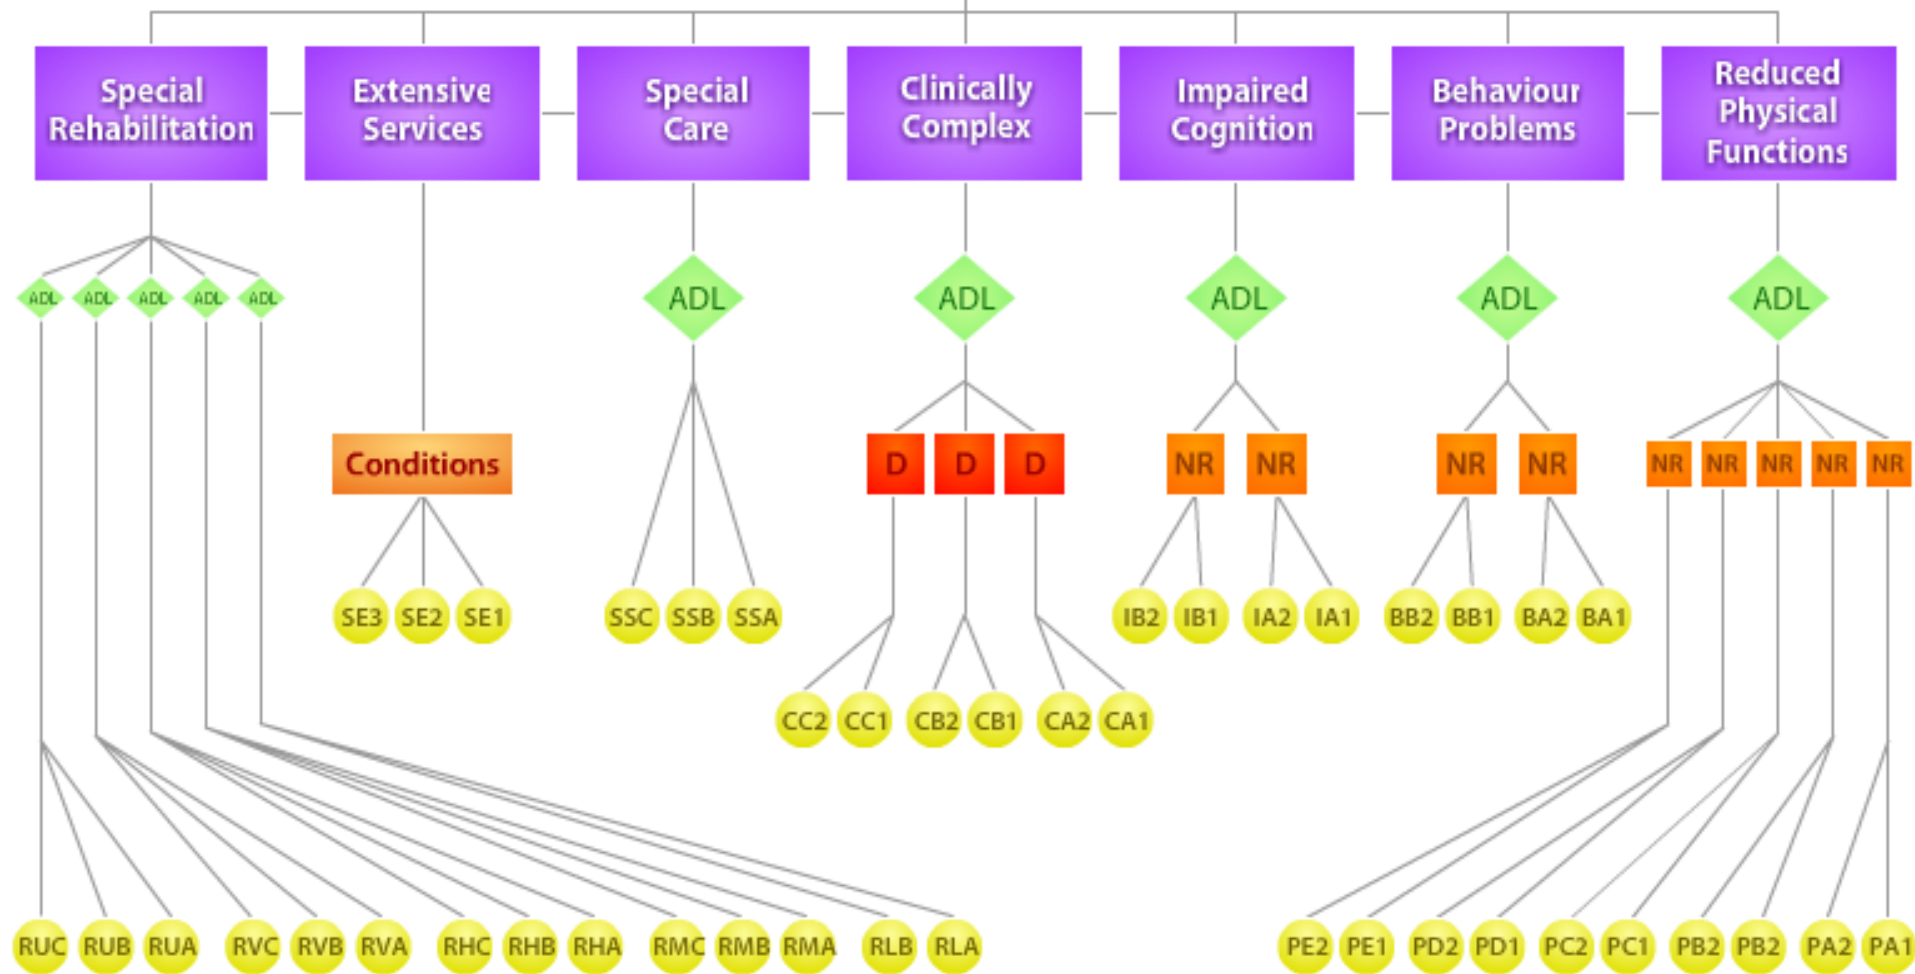 Special
Rehabilitation
Extensive
Services
Special
Care
Clinically
Complex
Impaired
Cognition
Behaviour
Problems
Reduced
Physical
Functions
ADL ADL ADL ADL ADL
ADL
ADL
ADL
ADL
ADL
Conditions
D D D
NR NR
NR NR
NR NR NR NR NR
SE3 SE2 SE1
SSC SSB SSA
IB2 IB1 IA2 IA1
BB2 BB1 BA2 BA1
CC2 CC1 CB2 CB1 CA2 CA1
RUC RUB RUA RVC RVB RVA RHC RHB RHA RMC RMB RMA RLB RLA
PE2 PE1 PD2 PD1 PC2 PC1 PB2 PB2 PA2 PA1